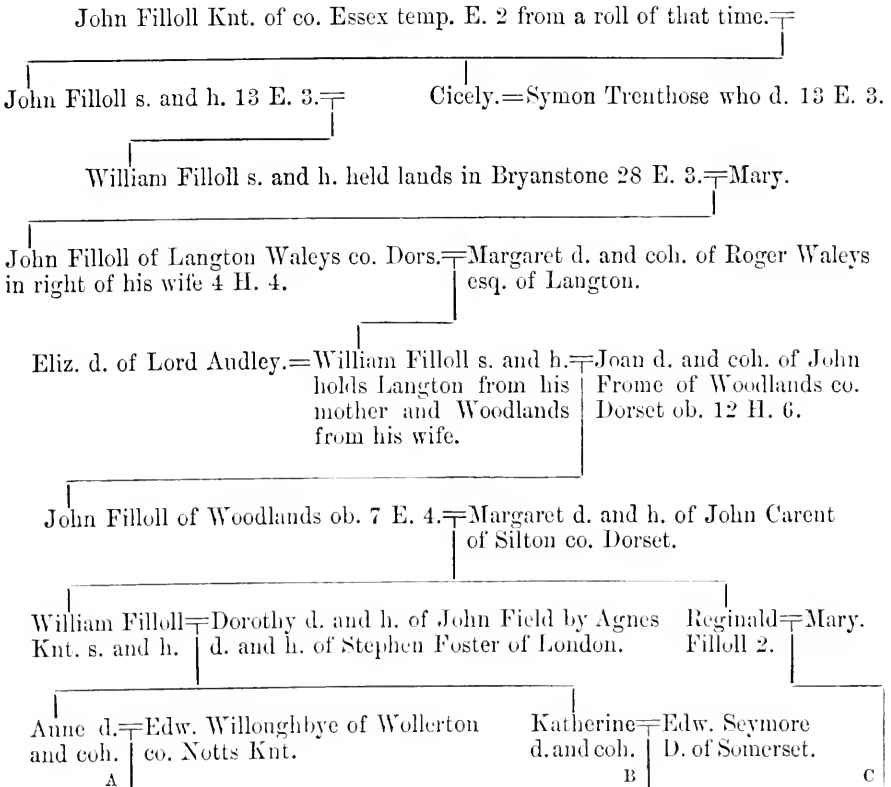 John Filloll Knt. of co. Essex temp. E. 2 from a roll of that time.=
John Filloll s. and h. 13 E. 3.= Cicely.=Symon Trenthose who d. 13 E. 3.
William Filloll s. and h. held lands in Bryanstone 28 E. 3.=Mary.
John Filloll of Langton Waleys co. Dors.=Margaret d. and coh. of Roger Waleys
in right of his wife 4 H. 4. esq. of Langton.
Eliz. d. of Lord Audley.=William Filloll s. and h.=Joan d. and coh. of John
holds Langton from his Frome of Woodlands co.
mother and Woodlands Dorset ob. 12 H. 6.
from his wife.
John Filloll of Woodlands ob. 7 E. 4.=Margaret d. and h. of John Carent
of Silton co. Dorset.
William Filloll=Dorothy d. and h. of John Field by Agnes Reginald=Mary.
Knt. s. and h. d. and h. of Stephen Foster of London. Filloll 2.
Anne d.=Edw. Willoughbye of Wollerton Katherine=Edw. Seymore
and coh. co. Notts Knt. d. and coh. D. of Somerset.
A B C